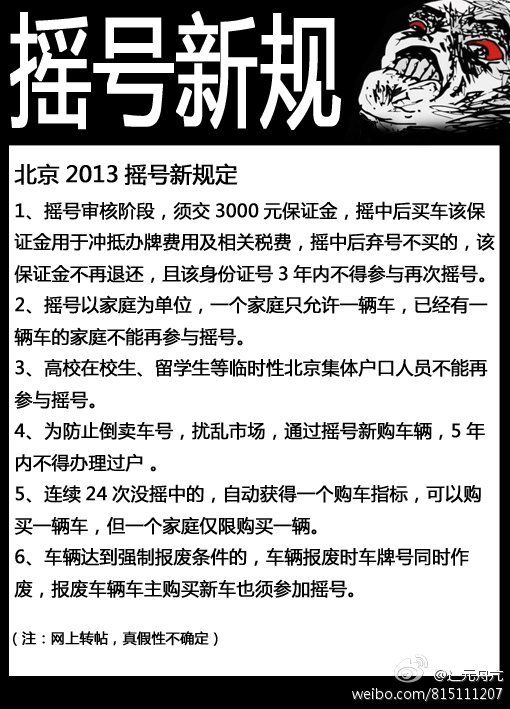 摇号新规
北京 2013 摇号新规定
1、摇号审核阶段，须交 3000 元保证金，摇中后买车该保
证金用于冲抵办牌费用及相关税费，摇中后弃号不买的，该
保证金不再退还，且该身份证号 3 年内不得参与再次摇号。
2、摇号以家庭为单位，一个家庭只允许一辆车，已经有一
辆车的家庭不能再参与摇号。
3、高校在校生、留学生等临时性北京集体户口人员不能再
参与摇号。
4、为防止倒卖车号，扰乱市场，通过摇号新购车辆，5 年
内不得办理过户 。
5、连续 24 次没摇中的，自动获得一个购车指标，可以购
买一辆车，但一个家庭仅限购买一辆。
6、车辆达到强制报废条件的，车辆报废时车牌号同时作
废，报废车辆车主购买新车也须参加摇号。
（注：网上转帖，真假性不确定）
weibo.com/815111207